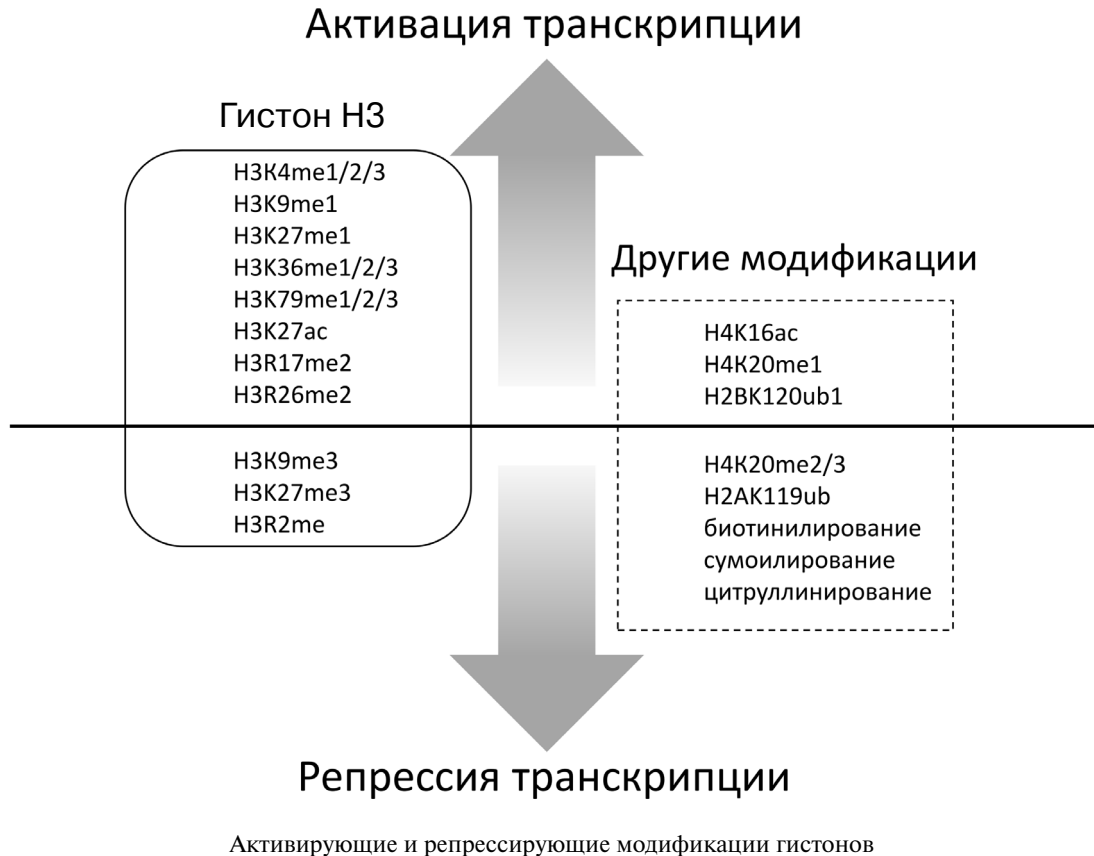 Активация транскрипции
Гистон H3
H3K4me1/2/3
H3K9me1
H3K27me1
H3K36me1/2/3
H3K79me1/2/3
H3K27ac
H3R17me2
H3R26me2
H3K9me3
H3K27me3
H3R2me
Другие модификации
H4K16ac
H4K20me1
H2BK120ub1
H4K20me2/3
H2AK119ub
биотинилирование
сумоилирование
цитруллинирование
Репрессия транскрипции
Активирующие и репрессирующие модификации гистонов